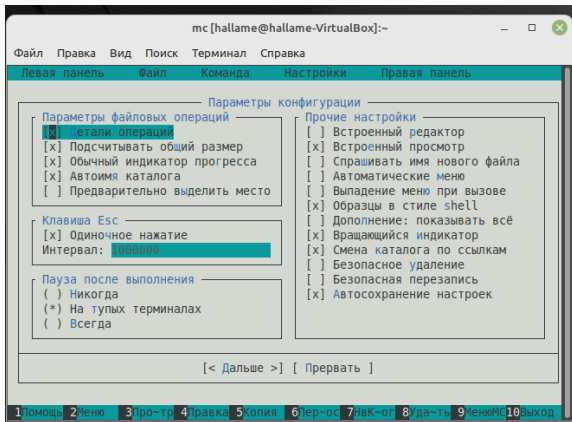 mc [hallame@hallame-VirtualBox]:~
Файл Правка Вид Поиск Терминал Справка
Левая панель Файл Команда Настройки Правая панель
Параметры конфигурации
Параметры файловых операций
[x] Детали операций
[x] Подсчитывать общий размер
[x] Обычный индикатор прогресса
[x] Автоимя каталога
[ ] Предварительно выделить место
Клавиша Esc
[x] Одиночное нажатие
Интервал: 1000000
Пауза после выполнения
( ) Никогда
(*) На тупых терминалах
( ) Всегда
Прочие настройки
[ ] Встроенный редактор
[x] Встроенный просмотр
[ ] Спрашивать имя нового файла
[ ] Автоматические меню
[ ] Выпадение меню при вызове
[x] Образцы в стиле shell
[ ] Дополнение: показывать всё
[x] Вращающийся индикатор
[x] Смена каталога по ссылкам
[ ] Безопасное удаление
[ ] Безопасная перезапись
[x] Автосохранение настроек
[< Дальше >] [ Прервать ]
1Помощь 2Меню 3Про~тр 4Правка 5Копия 6Пер~ос 7НвК~ог 8Уда~ть 9МенюМС 10Выход